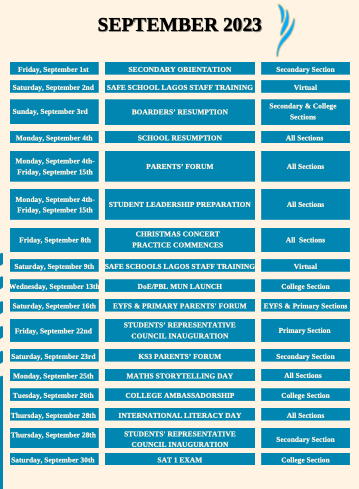 SEPTEMBER 2023
Friday, September 1st SECONDARY ORIENTATION Secondary Section
Saturday, September 2nd SAFE SCHOOL LAGOS STAFF TRAINING Virtual
Sunday, September 3rd BOARDERS' RESUMPTION Secondary & College
Sections
Monday, September 4th SCHOOL RESUMPTION All Sections
Monday, September 4th-
Friday, September 15th PARENTS' FORUM All Sections
Monday, September 4th-
Friday, September 15th STUDENT LEADERSHIP PREPARATION All Sections
Friday, September 8th CHRISTMAS CONCERT
PRACTICE COMMENCES All Sections
Saturday, September 9th SAFE SCHOOLS LAGOS STAFF TRAINING Virtual
Wednesday, September 13th DoE/PBL MUN LAUNCH College Section
Saturday, September 16th EYFS & PRIMARY PARENTS' FORUM EYFS & Primary Sections
Friday, September 22nd STUDENTS' REPRESENTATIVE
COUNCIL INAUGURATION Primary Section
Saturday, September 23rd KS3 PARENTS' FORUM Secondary Section
Monday, September 25th MATHS STORYTELLING DAY All Sections
Tuesday, September 26th COLLEGE AMBASSADORSHIP College Section
Thursday, September 28th INTERNATIONAL LITERACY DAY All Sections
Thursday, September 28th STUDENTS' REPRESENTATIVE
COUNCIL INAUGURATION Secondary Section
Saturday, September 30th SAT 1 EXAM College Section